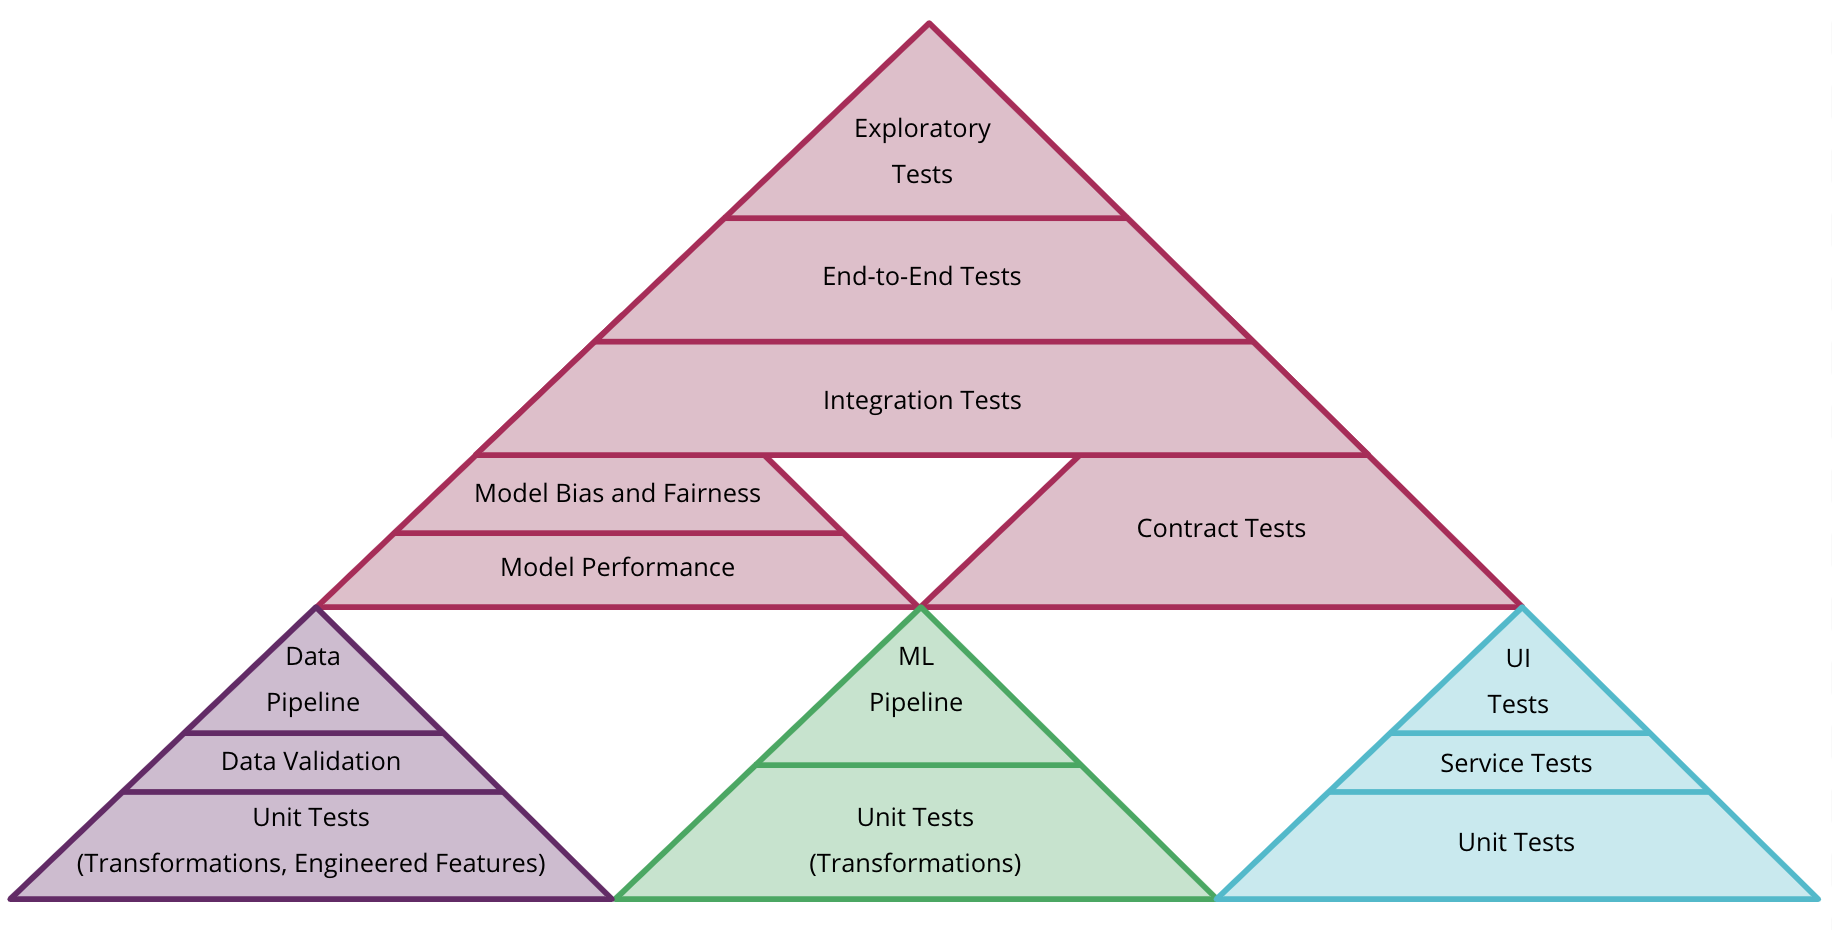 Exploratory
Tests
End-to-End Tests
Integration Tests
Model Bias and Fairness
Model Performance
Contract Tests
Data
Pipeline
Data Validation
Unit Tests
(Transformations, Engineered Features)
ML
Pipeline
Unit Tests
(Transformations)
UI
Tests
Service Tests
Unit Tests